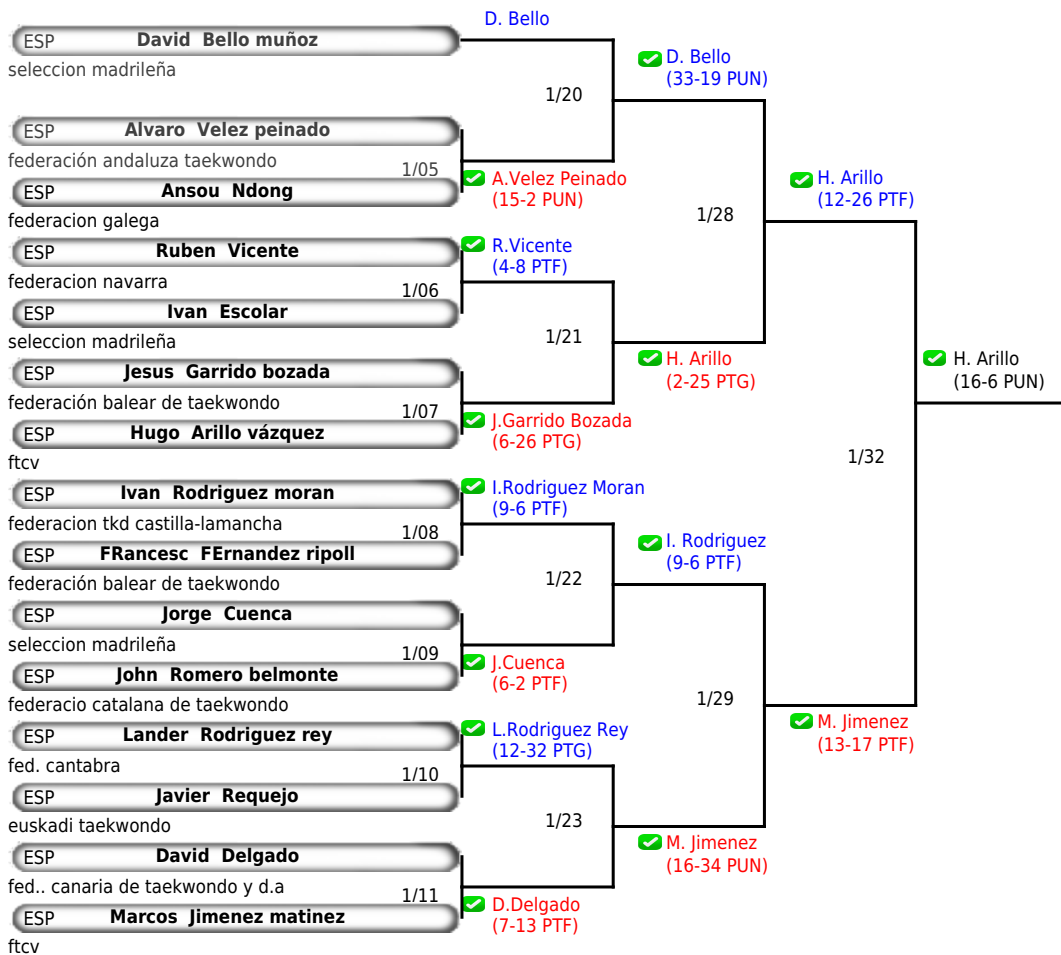 D. Bello
ESP David Bello muñoz
seleccion madrileña
D. Bello
(33-19 PUN)
1/20
ESP Alvaro Velez peinado
federación andaluza taekwondo
1/05
A.Velez Peinado
(15-2 PUN)
ESP Ansou Ndong
federacion galega
H. Arillo
(12-26 PTF)
1/28
ESP Ruben Vicente
federacion navarra
R.Vicente
(4-8 PTF)
1/06
ESP Ivan Escolar
seleccion madrileña
1/21
H. Arillo
(2-25 PTG)
H. Arillo
(16-6 PUN)
ESP Jesus Garrido bozada
federación balear de taekwondo
1/07
J.Garrido Bozada
(6-26 PTG)
ESP Hugo Arillo vázquez
ftcv
1/32
ESP Ivan Rodriguez moran
federacion tkd castilla-lamancha
I.Rodriguez Moran
(9-6 PTF)
1/08
ESP FRancesc FErnandez ripoll
federación balear de taekwondo
I. Rodriguez
(9-6 PTF)
1/22
ESP Jorge Cuenca
seleccion madrileña
1/09
J.Cuenca
(6-2 PTF)
ESP John Romero belmonte
federacio catalana de taekwondo
1/29
M. Jimenez
(13-17 PTF)
ESP Lander Rodriguez rey
fed. cantabra
L.Rodriguez Rey
(12-32 PTG)
1/10
ESP Javier Requejo
euskadi taekwondo
1/23
M. Jimenez
(16-34 PUN)
ESP David Delgado
fed.. canaria de taekwondo y d.a
1/11
D.Delgado
(7-13 PTF)
ESP Marcos Jimenez matinez
ftcv